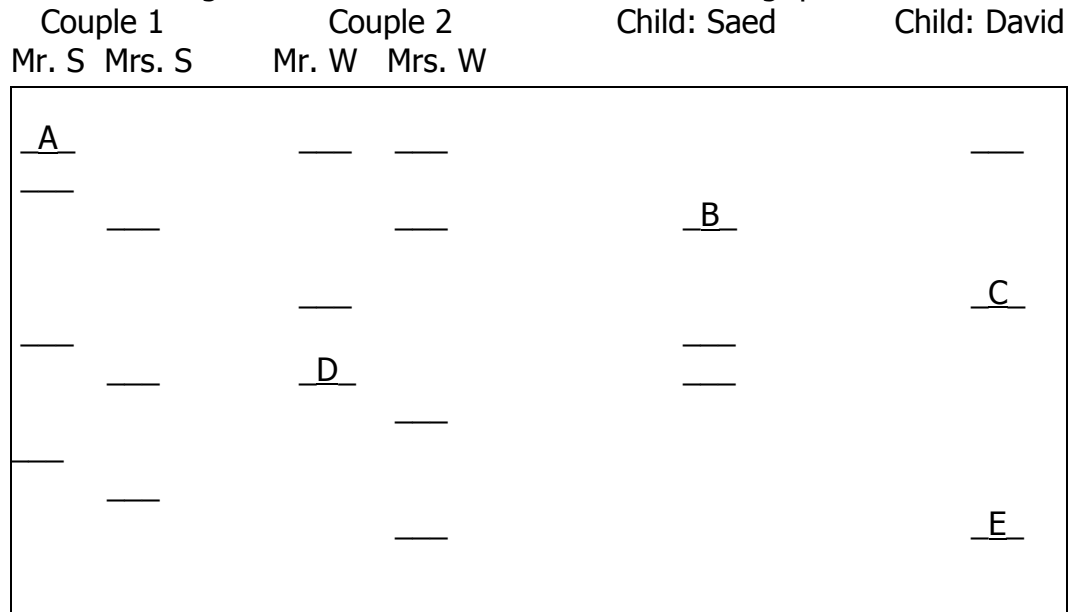 Couple 1 Couple 2 Child: Saed Child: David
Mr. S Mrs. S Mr. W Mrs. W
A
B
C
D
E